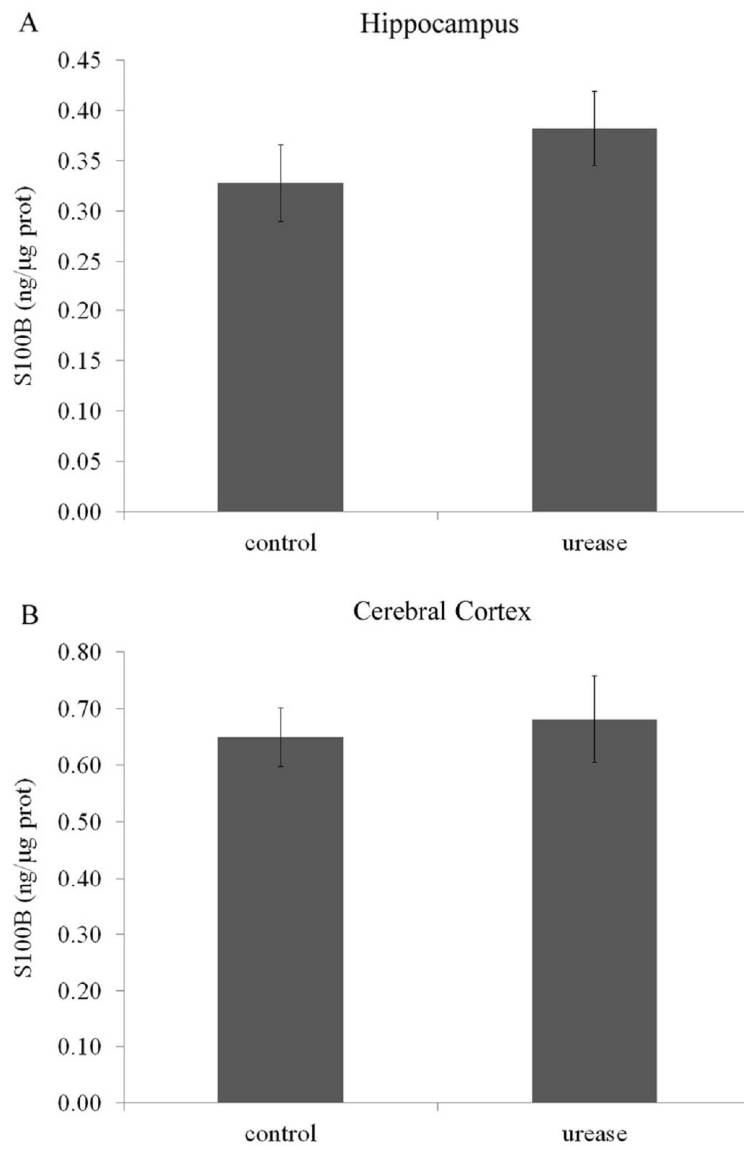 A
Hippocampus
S100B (ng/µg prot)
0.45
0.40
0.35
0.30
0.25
0.20
0.15
0.10
0.05
0.00
control
urease
B
Cerebral Cortex
S100B (ng/µg prot)
0.80
0.70
0.60
0.50
0.40
0.30
0.20
0.10
0.00
control
urease